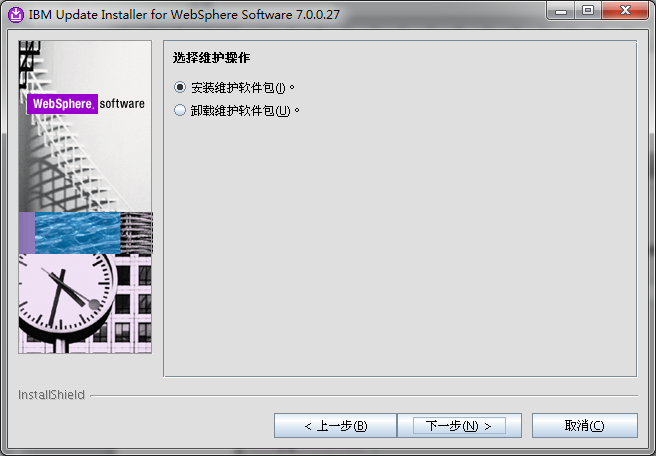 IBM Update Installer for WebSphere Software 7.0.0.27
WebSphere. software
选择维护操作
安装维护软件包(I)。
卸载维护软件包(U)。
InstallShield
< 上一步(B)
下一步(N) >
取消(C)